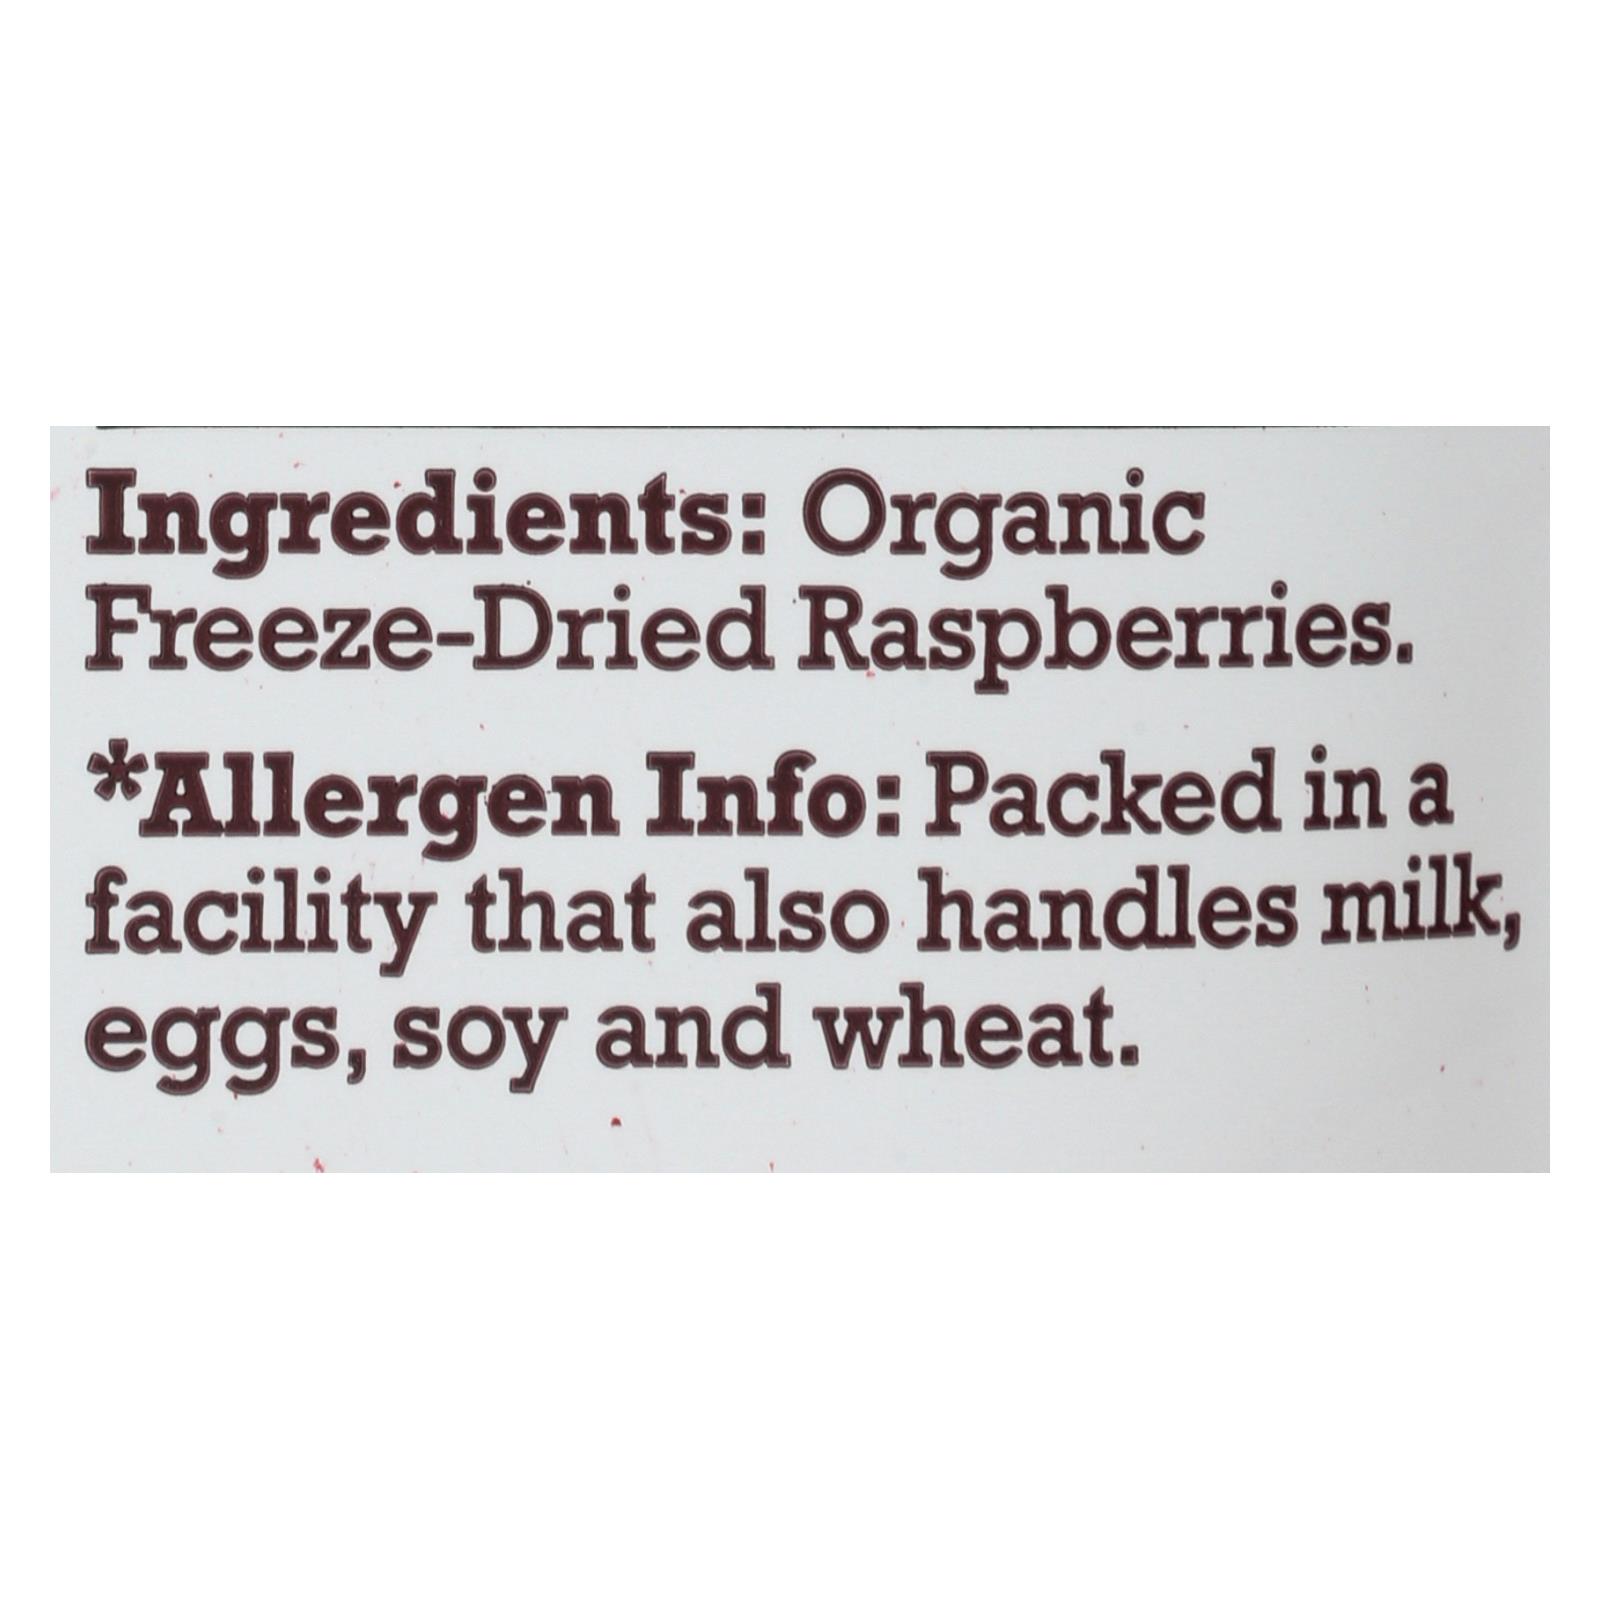 Ingredients: Organic
Freeze-Dried Raspberries.
*Allergen Info: Packed in a
facility that also handles milk,
eggs, soy and wheat.